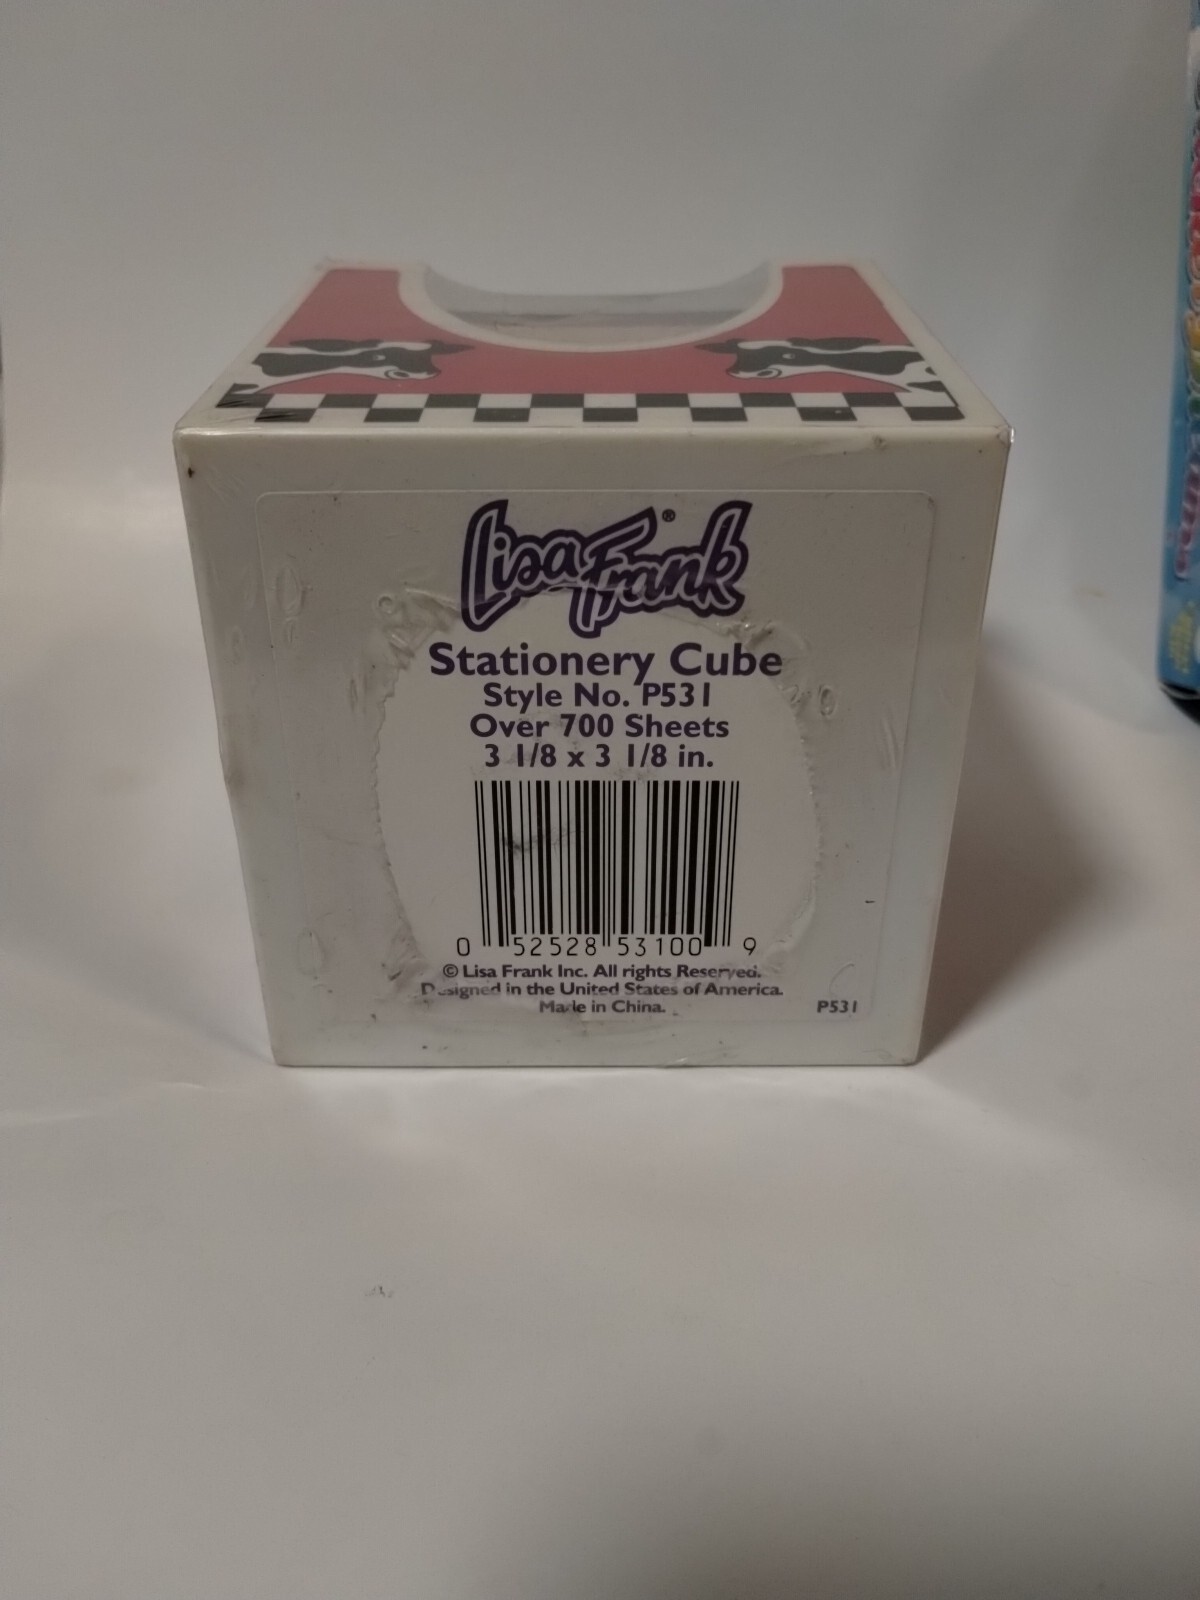 Lisa Frank®
Stationery Cube
Style No. P531
Over 700 Sheets
3 1/8 x 3 1/8 in.
0 52528 53100 9
© Lisa Frank Inc. All rights Reserved.
Designed in the United States of America.
Made in China.
P531